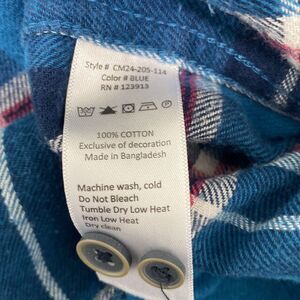 Style # CM24-205-114
Color # BLUE
RN # 123913
100% COTTON
Exclusive of decoration
Made in Bangladesh
Machine wash, cold
Do Not Bleach
Tumble Dry Low Heat
Iron Low Heat
Dry clean